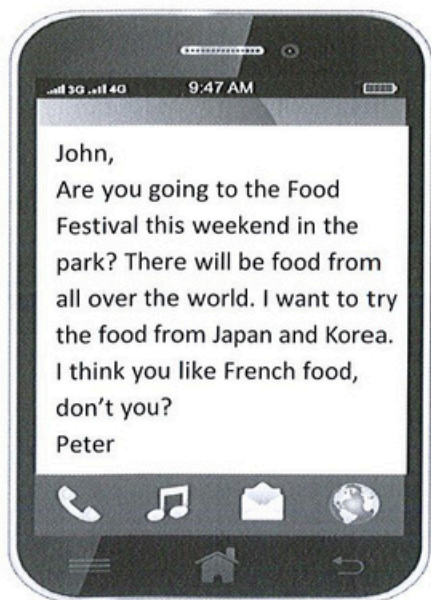 3G 4G 9:47 AM
John,
Are you going to the Food
Festival this weekend in the
park? There will be food from
all over the world. I want to try
the food from Japan and Korea.
I think you like French food,
don't you?
Peter